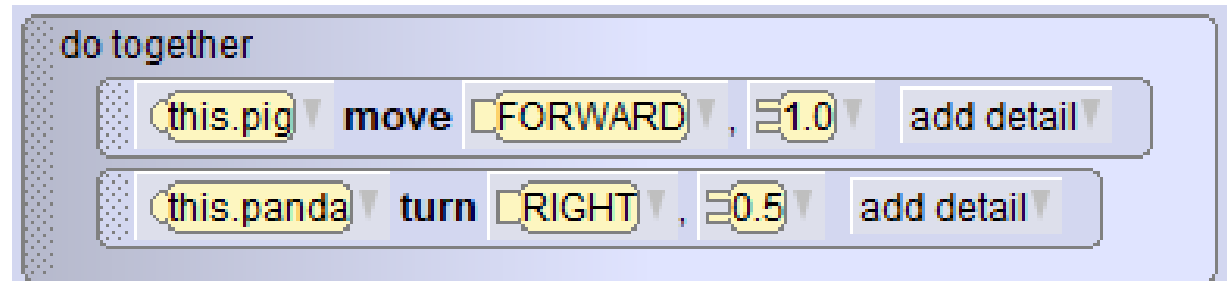 do together
this.pig move FORWARD , 1.0 add detail
this.panda turn RIGHT , 0.5 add detail